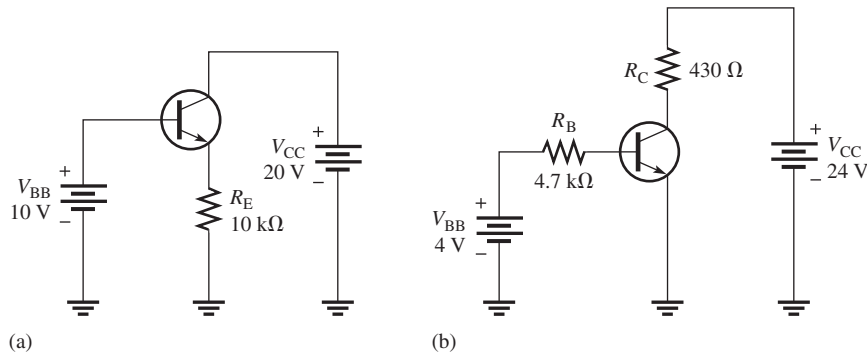 V_BB
10 V
+
−
R_E
10 kΩ
V_CC
20 V
+
−
(a)
V_BB
4 V
+
−
R_B
4.7 kΩ
R_C
430 Ω
V_CC
24 V
+
−
(b)